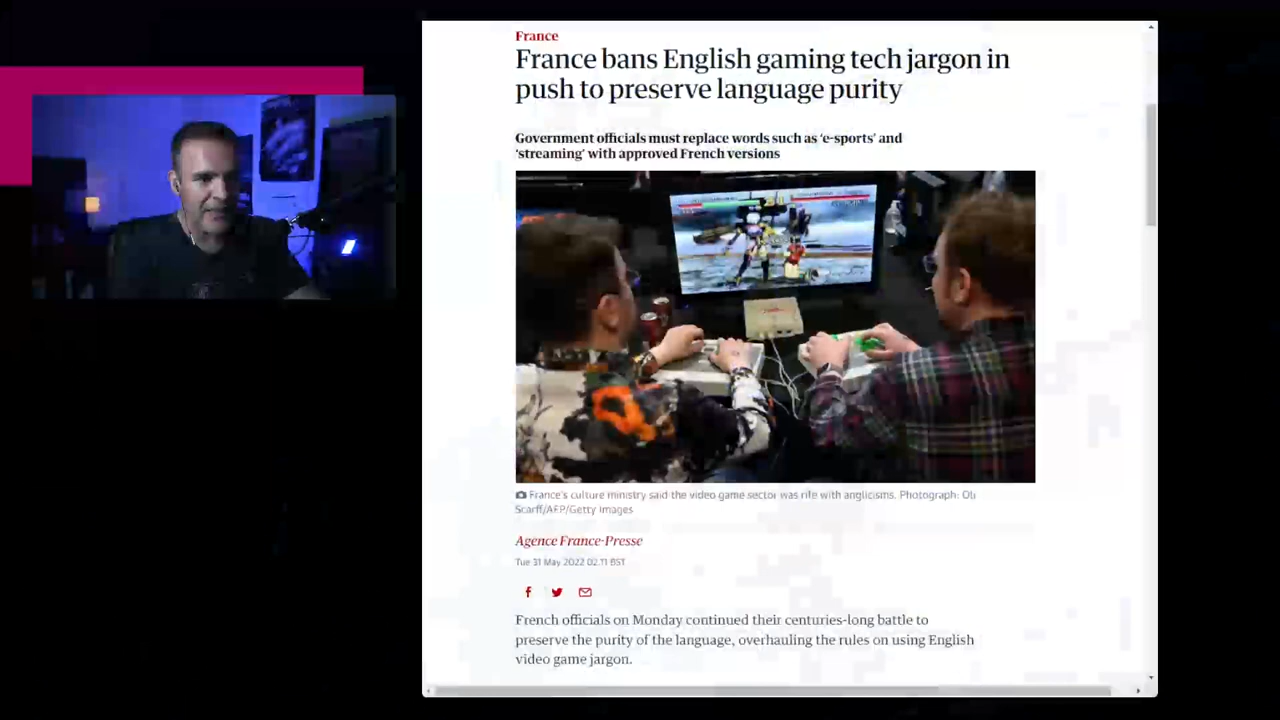 France
France bans English gaming tech jargon in
push to preserve language purity
Government officials must replace words such as ‘e-sports’ and
‘streaming’ with approved French versions
France’s culture ministry said the video game sector was rife with anglicisms. Photograph: Oli
Scarff/AFP/Getty Images
Agence France-Presse
Tue 31 May 2022 02.11 BST
French officials on Monday continued their centuries-long battle to
preserve the purity of the language, overhauling the rules on using English
video game jargon.